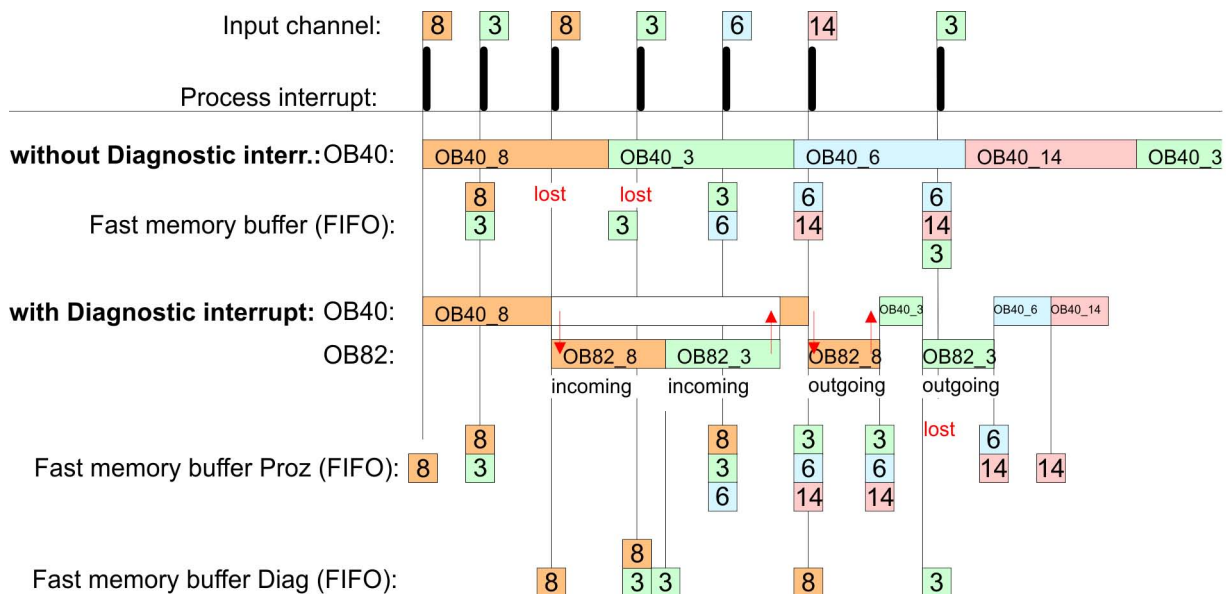 Input channel: 8 3 8 3 6 14 3
Process interrupt:
without Diagnostic interr.: OB40: OB40_8 OB40_3 OB40_6 OB40_14 OB40_3
8 lost lost 3 6 6
Fast memory buffer (FIFO): 3 3 6 14 14
3
with Diagnostic interrupt: OB40: OB40_8 OB40_3 OB40_6 OB40_14
OB82: OB82_8 OB82_3 OB82_8 OB82_3
incoming incoming outgoing outgoing
8 8 3 3 lost 6
Fast memory buffer Proz (FIFO): 8 3 3 6 6 14 14
6 14 14
8
Fast memory buffer Diag (FIFO): 8 3 3 8 3